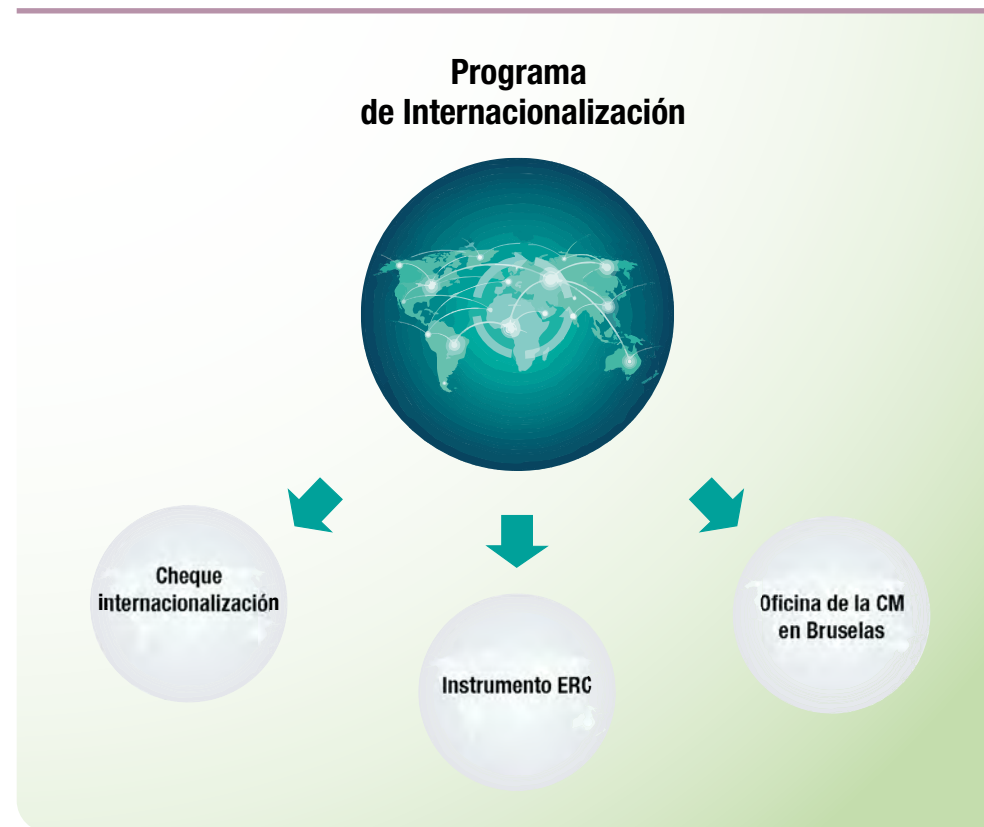 Programa
de Internacionalización
Cheque
internacionalización
Instrumento ERC
Oficina de la CM
en Bruselas